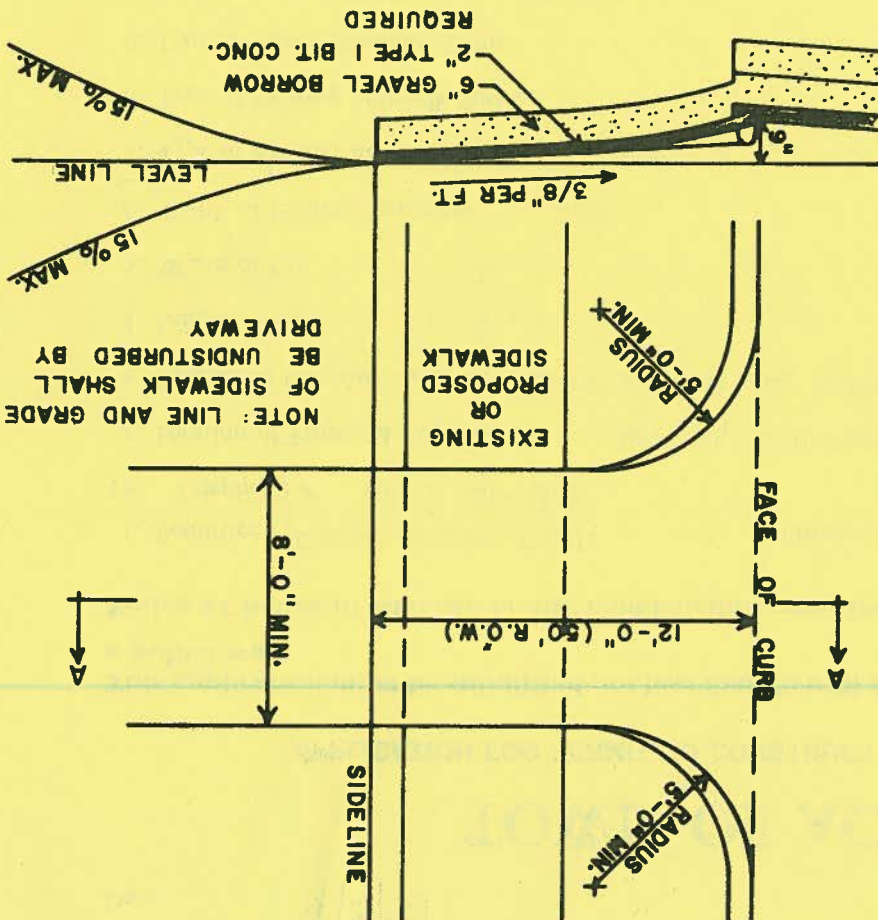 RADIUS
5'-0" MIN.
SIDELINE
A
FACE OF CURB
12'-0" (50' R.O.W.)
8'-0" MIN.
A
RADIUS
5'-0" MIN.
EXISTING
OR
PROPOSED
SIDEWALK
NOTE: LINE AND GRADE
OF SIDEWALK SHALL
BE UNDISTURBED BY
DRIVEWAY
15% MAX.
3/8" PER FT.
LEVEL LINE
6"
15% MAX.
6" GRAVEL BORROW
2" TYPE I BIT. CONC.
REQUIRED